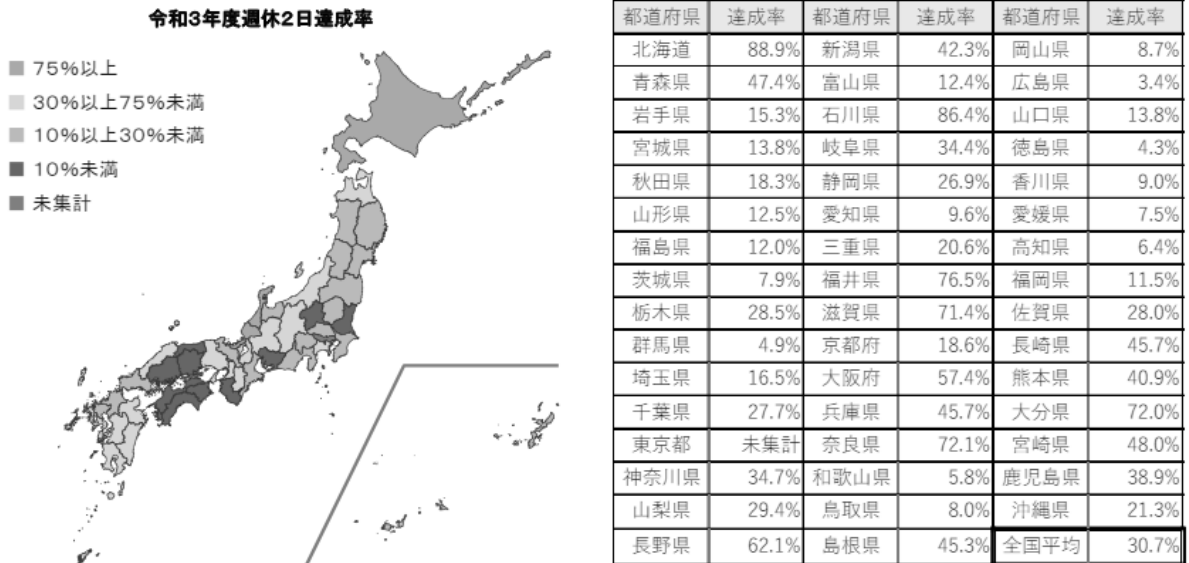 令和3年度週休2日達成率
75%以上
30%以上75%未満
10%以上30%未満
10%未満
未集計
都道府県 達成率 都道府県 達成率 都道府県 達成率
北海道 88.9% 新潟県 42.3% 岡山県 8.7%
青森県 47.4% 富山県 12.4% 広島県 3.4%
岩手県 15.3% 石川県 86.4% 山口県 13.8%
宮城県 13.8% 岐阜県 34.4% 徳島県 4.3%
秋田県 18.3% 静岡県 26.9% 香川県 9.0%
山形県 12.5% 愛知県 9.6% 愛媛県 7.5%
福島県 12.0% 三重県 20.6% 高知県 6.4%
茨城県 7.9% 福井県 76.5% 福岡県 11.5%
栃木県 28.5% 滋賀県 71.4% 佐賀県 28.0%
群馬県 4.9% 京都府 18.6% 長崎県 45.7%
埼玉県 16.5% 大阪府 57.4% 熊本県 40.9%
千葉県 27.7% 兵庫県 45.7% 大分県 72.0%
東京都 未集計 奈良県 72.1% 宮崎県 48.0%
神奈川県 34.7% 和歌山県 5.8% 鹿児島県 38.9%
山梨県 29.4% 鳥取県 8.0% 沖縄県 21.3%
長野県 62.1% 島根県 45.3% 全国平均 30.7%